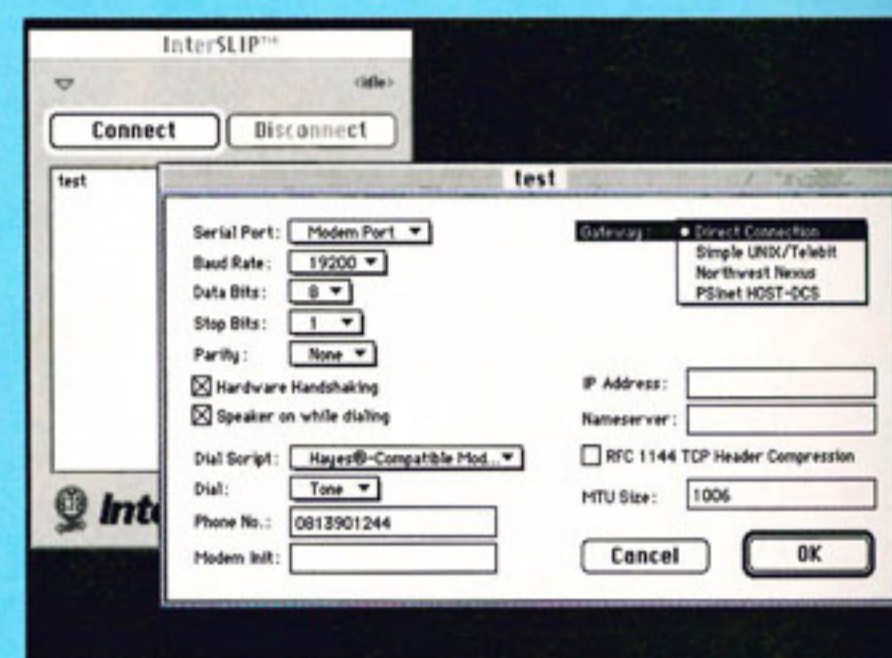 InterSLIP™
<idle>
Connect
Disconnect
test
test
Serial Port: Modem Port
Baud Rate: 19200
Data Bits: 8
Stop Bits: 1
Parity: None
Hardware Handshaking
Speaker on while dialing
Dial Script: Hayes®-Compatible Mod...
Dial: Tone
Phone No.: 0813901244
Modem Init:
Gateway: • Direct Connection
Simple UNIX/Telebit
Northwest Nexus
PSInet HOST-DCS
IP Address:
Nameserver:
RFC 1144 TCP Header Compression
MTU Size: 1006
Cancel
OK
Inte